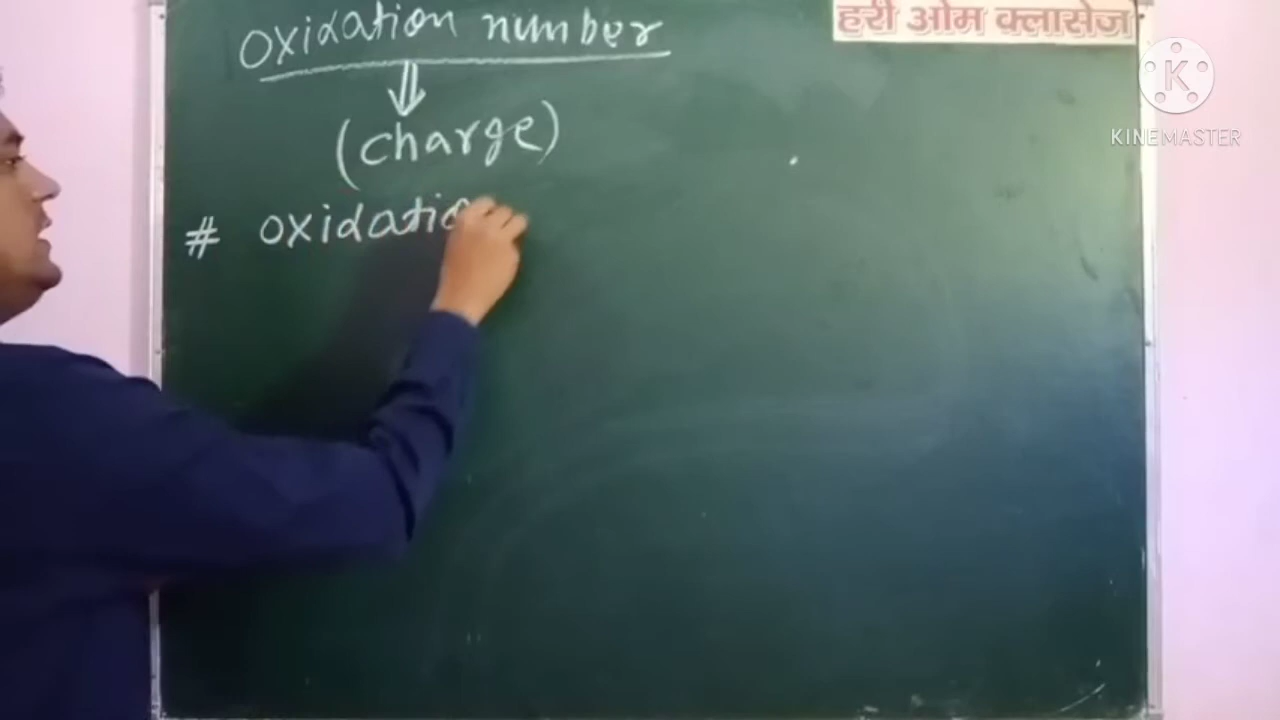 oxidation number
हरी ओम क्लासेज
(charge)
# oxidatio
K
KINEMASTER